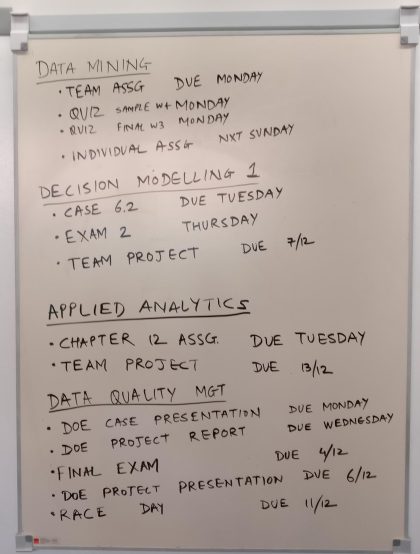 DATA MINING
• TEAM ASSG DUE MONDAY
• QUIZ SAMPLE W4 MONDAY
• QUIZ FINAL W3 MONDAY
• INDIVIDUAL ASSG NXT SUNDAY
DECISION MODELLING 1
• CASE 6.2 DUE TUESDAY
• EXAM 2 THURSDAY
• TEAM PROJECT DUE 7/12
APPLIED ANALYTICS
• CHAPTER 12 ASSG. DUE TUESDAY
• TEAM PROJECT DUE 13/12
DATA QUALITY MGT
• DOE CASE PRESENTATION DUE MONDAY
• DOE PROJECT REPORT DUE WEDNESDAY
• FINAL EXAM DUE 4/12
• DOE PROJECT PRESENTATION DUE 6/12
• RACE DAY DUE 11/12